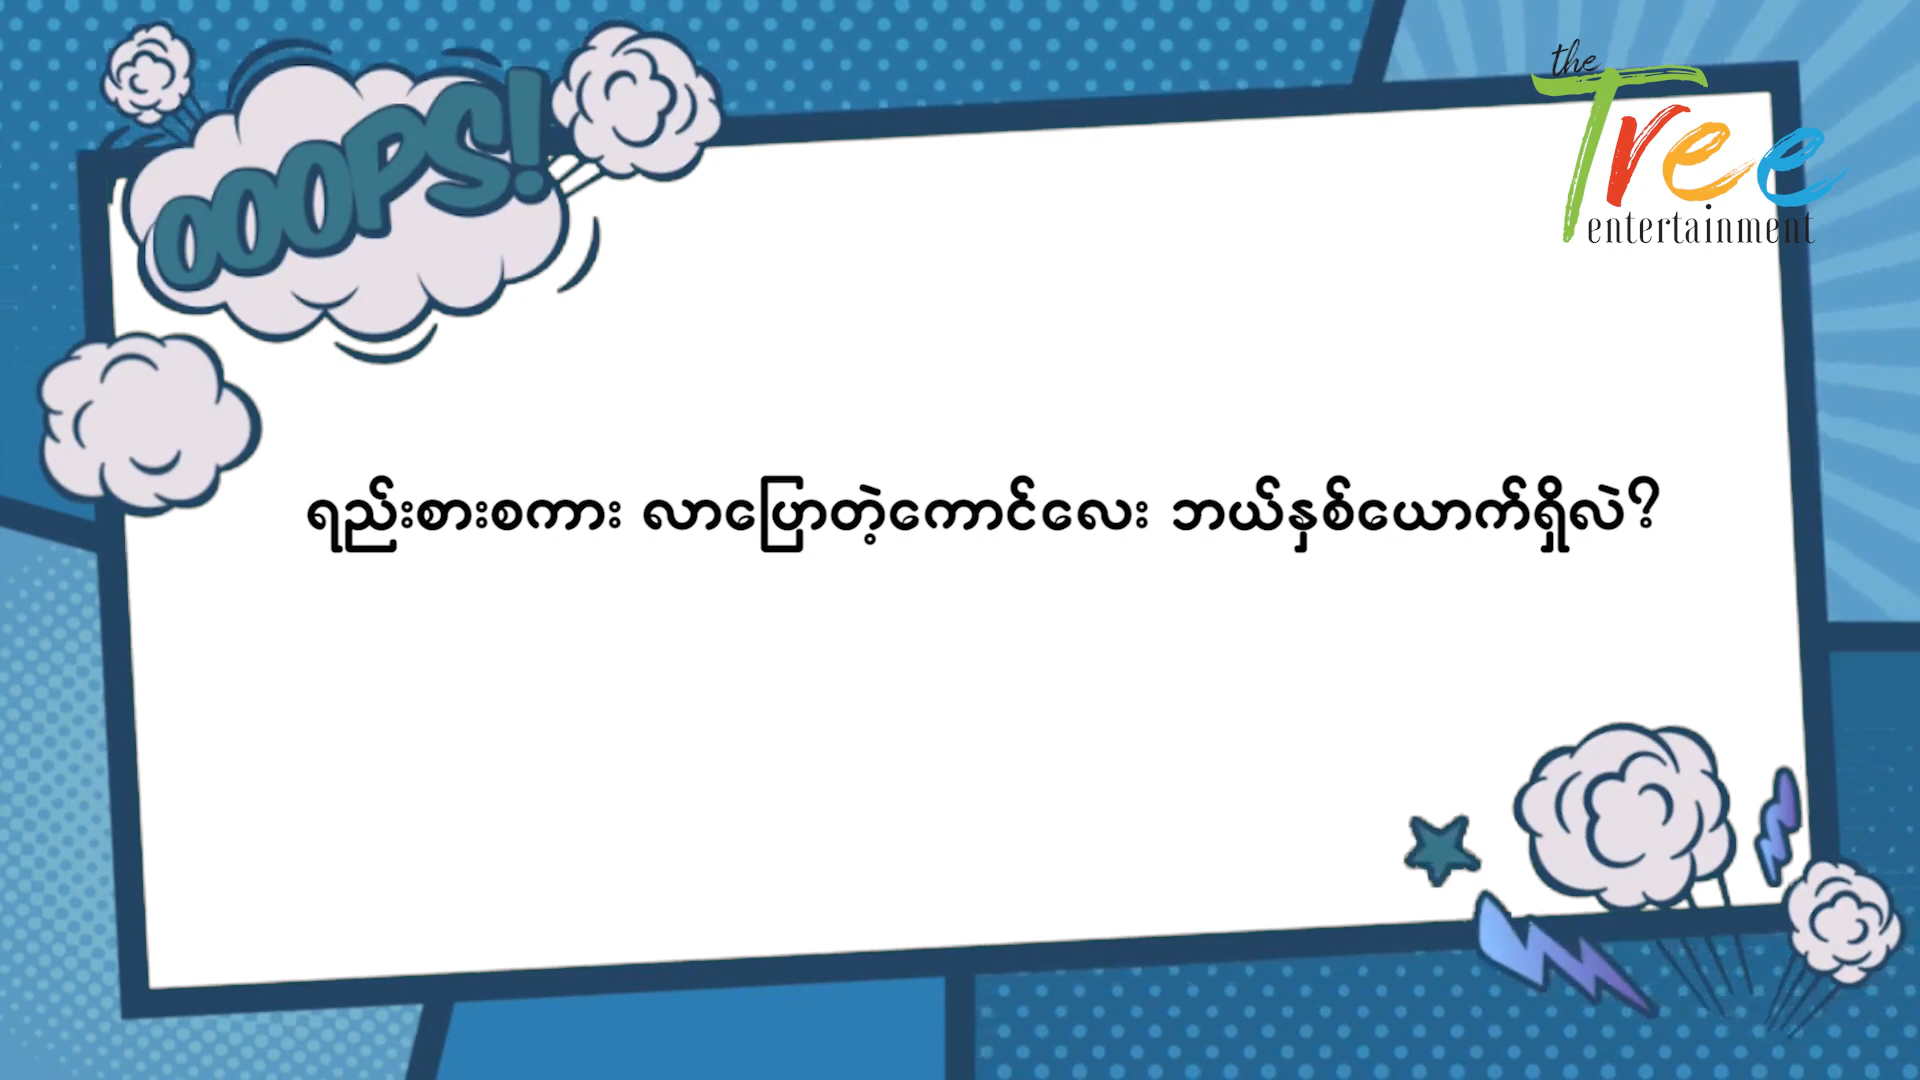 OOOPS!
the
Tree
entertainment
ရည်းစားစကား လာပြောတဲ့ကောင်လေး ဘယ်နှစ်ယောက်ရှိလဲ?